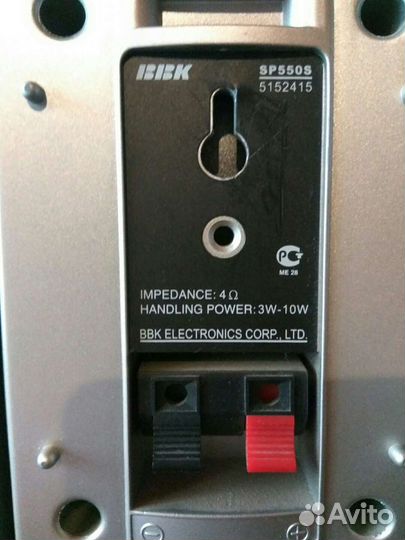 BBK SP550S
5152415
PC
ME 28
IMPEDANCE: 4 Ω
HANDLING POWER: 3W-10W
BBK ELECTRONICS CORP., LTD.
− +
Avito